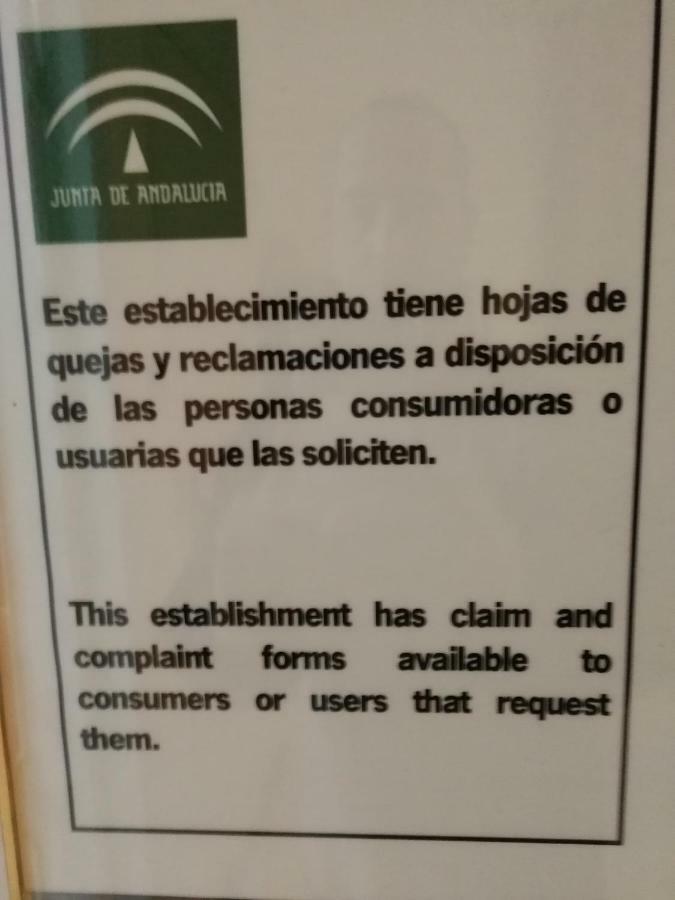 JUNTA DE ANDALUCIA
Este establecimiento tiene hojas de
quejas y reclamaciones a disposición
de las personas consumidoras o
usuarias que las soliciten.
This establishment has claim and
complaint forms available to
consumers or users that request
them.